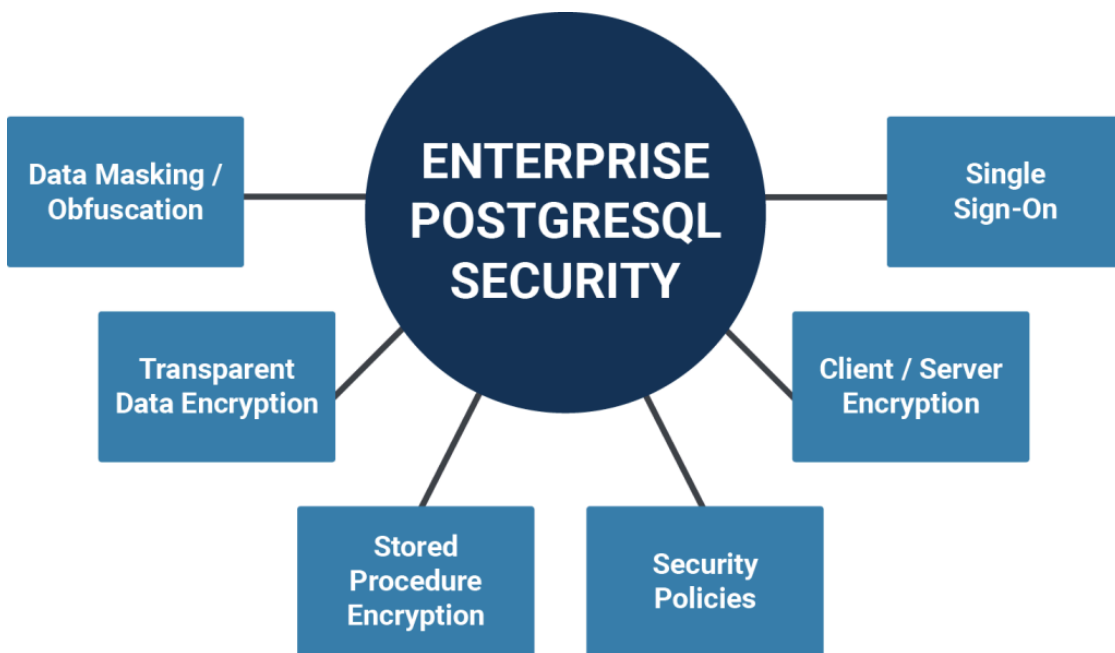 ENTERPRISE
POSTGRESQL
SECURITY
Data Masking /
Obfuscation
Single
Sign-On
Transparent
Data Encryption
Client / Server
Encryption
Stored
Procedure
Encryption
Security
Policies